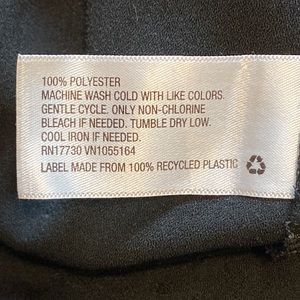 100% POLYESTER
MACHINE WASH COLD WITH LIKE COLORS.
GENTLE CYCLE. ONLY NON-CHLORINE
BLEACH IF NEEDED. TUMBLE DRY LOW.
COOL IRON IF NEEDED.
RN17730 VN1055164
LABEL MADE FROM 100% RECYCLED PLASTIC